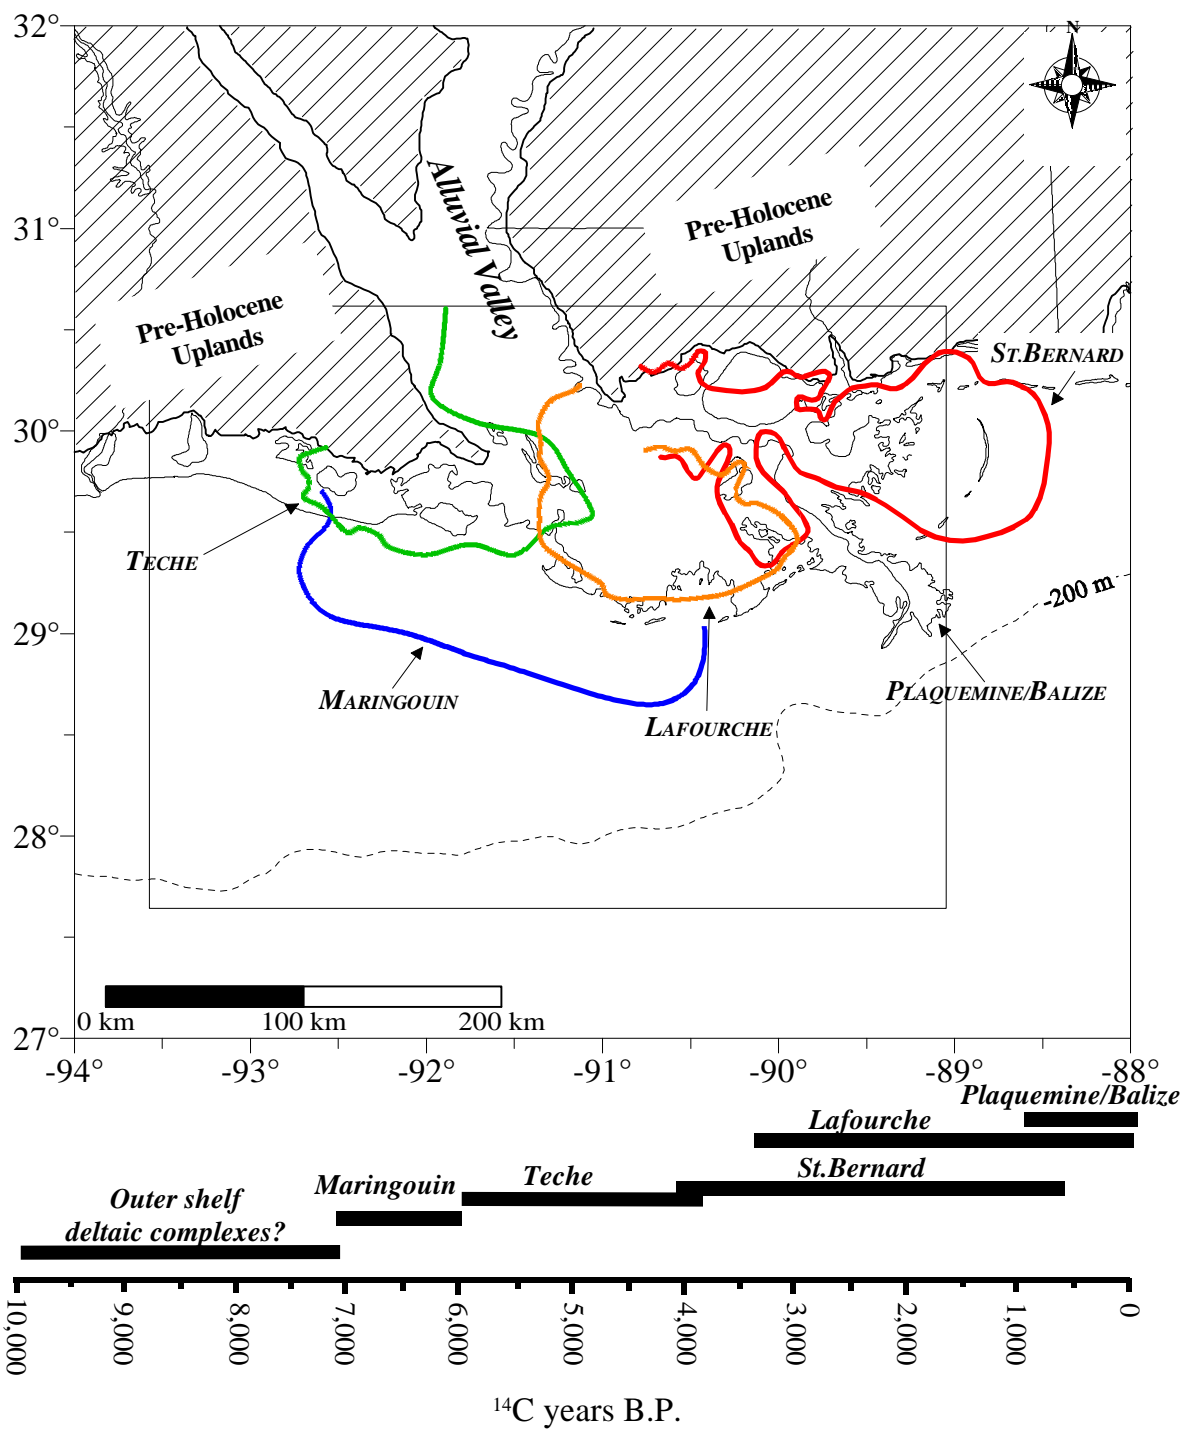 32°
N
Alluvial Valley
Pre-Holocene
Uplands
31°
Pre-Holocene
Uplands
ST.BERNARD
30°
TECHE
-200 m
29°
MARINGOUIN
PLAQUEMINE/BALIZE
LAFOURCHE
28°
0 km
100 km
200 km
27°
-94°
-93°
-92°
-91°
-90°
-89°
-88°
Plaquemine/Balize
Lafourche
St.Bernard
Teche
Maringouin
Outer shelf
deltaic complexes?
10,000
9,000
8,000
7,000
6,000
5,000
4,000
3,000
2,000
1,000
0
14C years B.P.